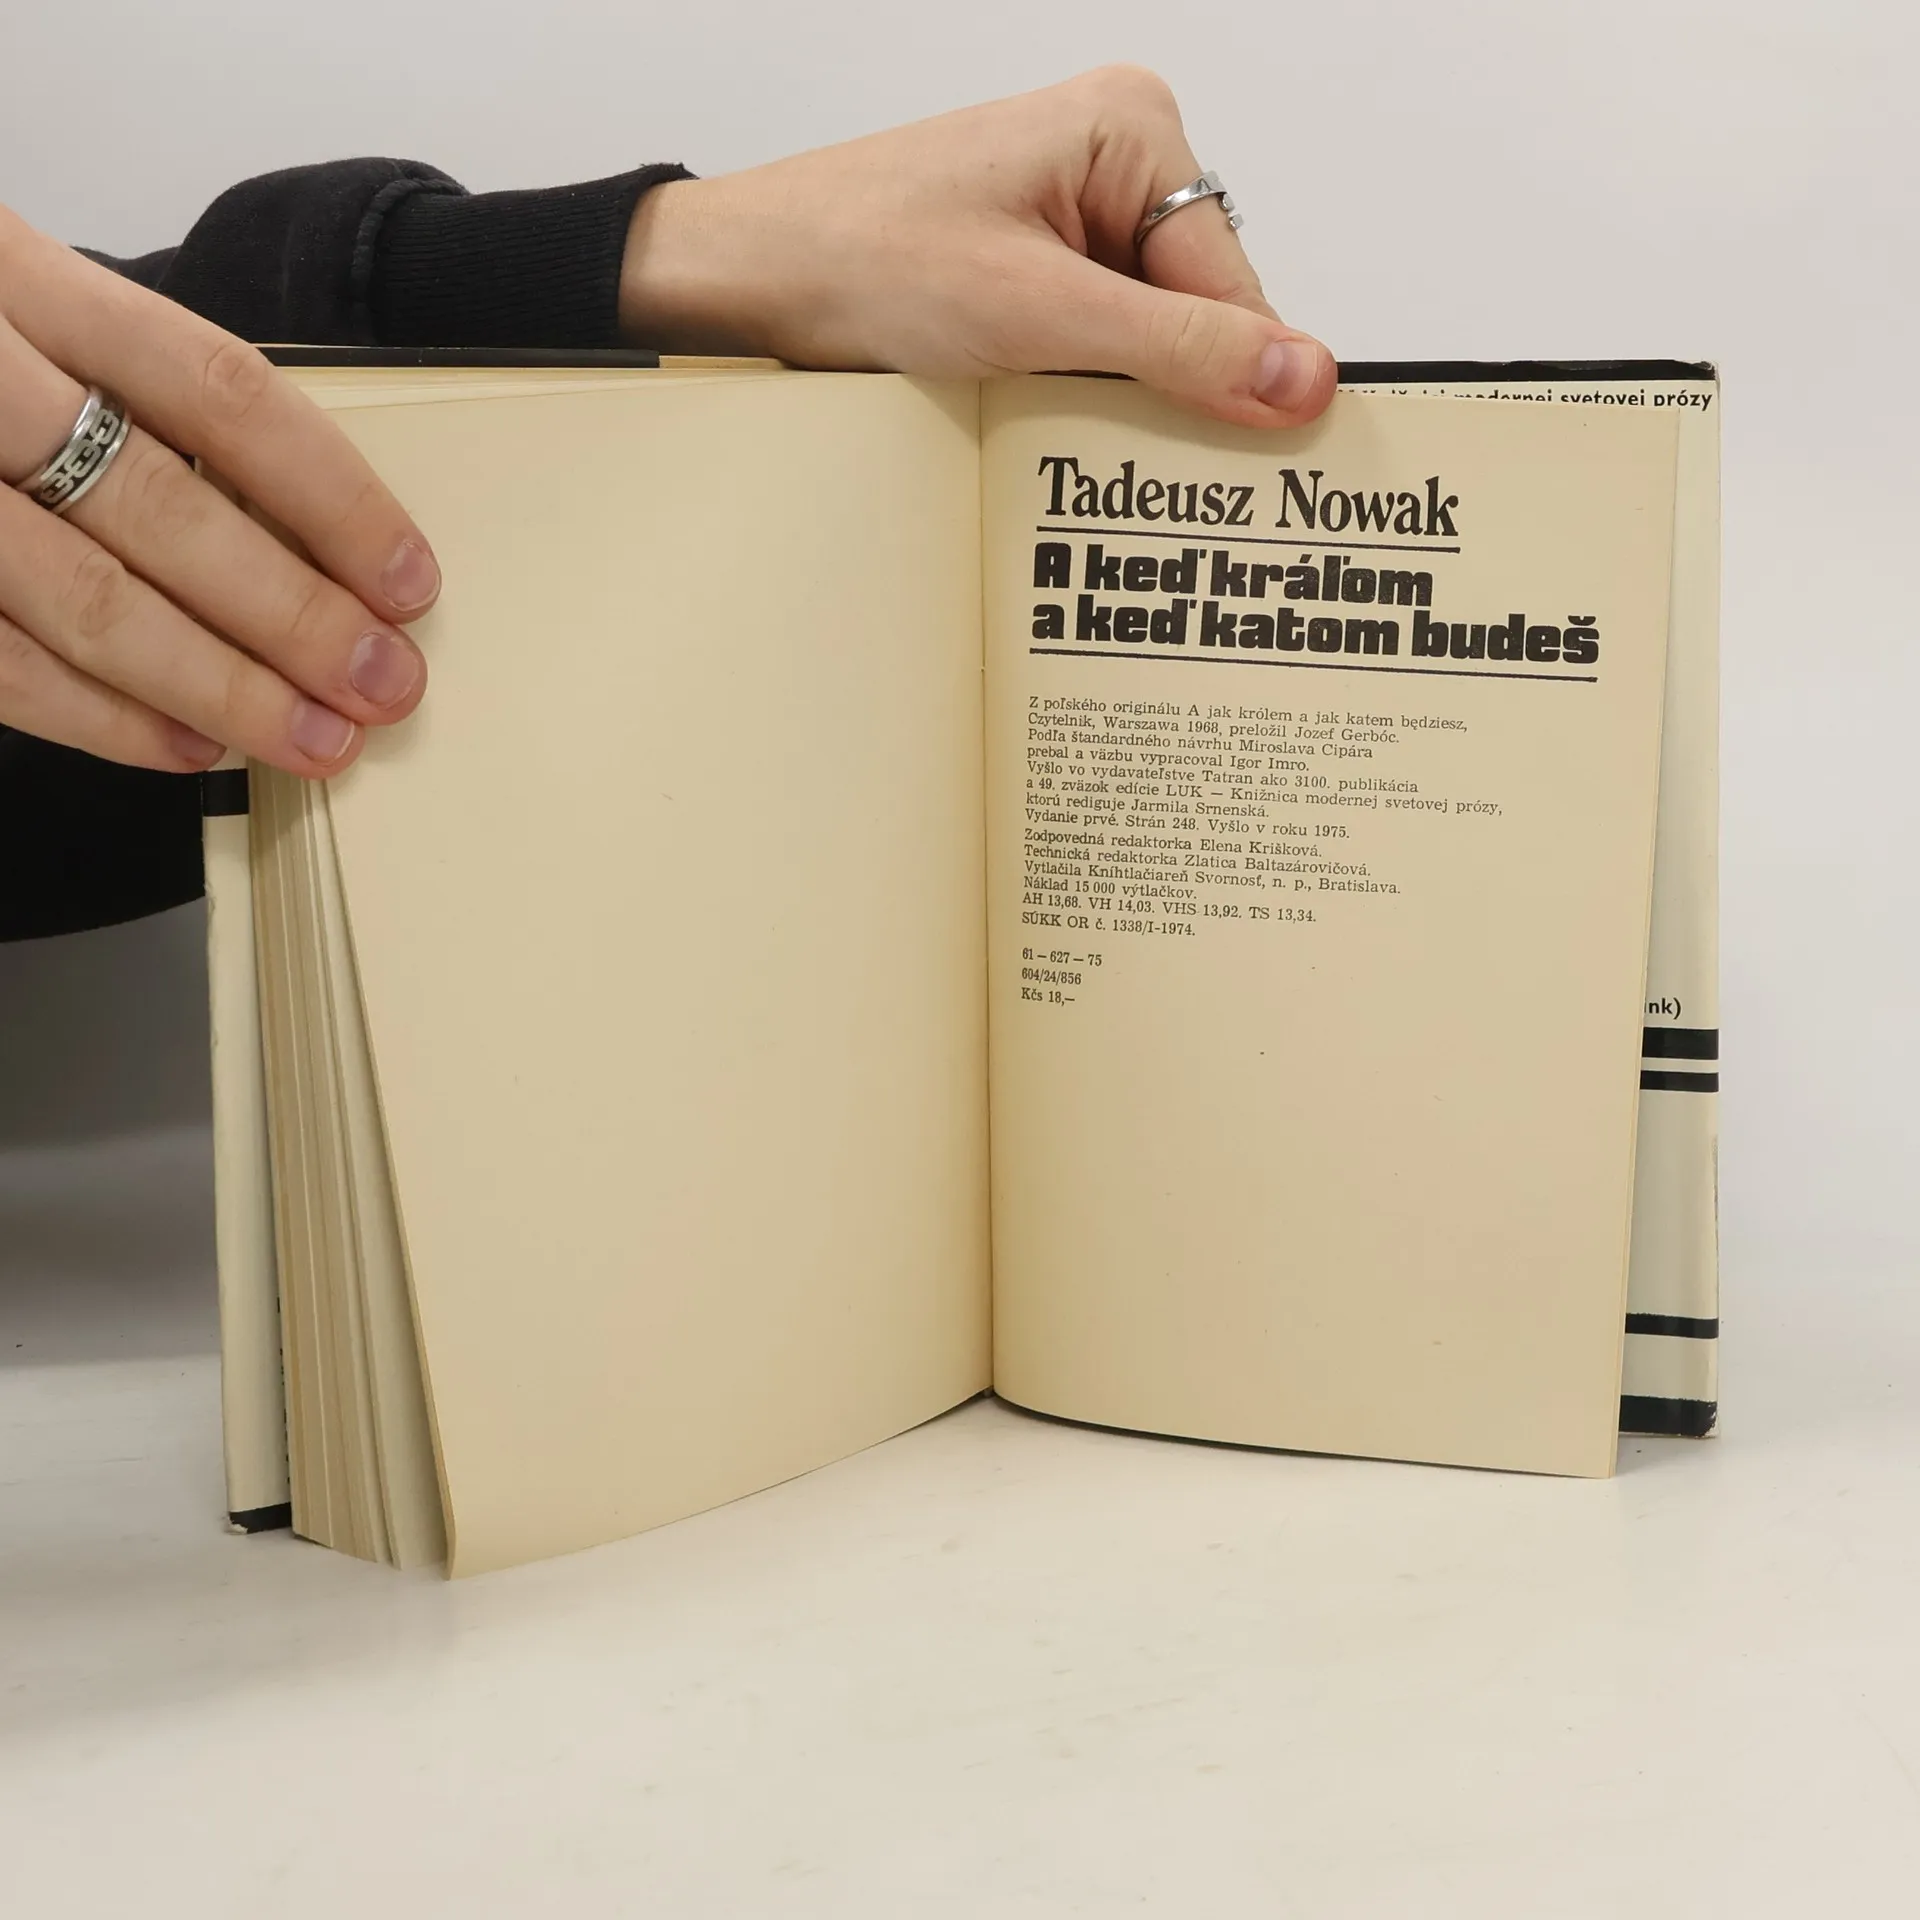 modernej svetovej prózy
Tadeusz Nowak
A keď kráľom
a keď katom budeš
Z poľského originálu A jak królem a jak katem będziesz,
Czytelnik, Warszawa 1968, preložil Jozef Gerbóc.
Podľa štandardného návrhu Miroslava Cipára
prebal a väzbu vypracoval Igor Imro.
Vyšlo vo vydavateľstve Tatran ako 3100. publikácia
a 49. zväzok edície LUK — Knižnica modernej svetovej prózy,
ktorú rediguje Jarmila Srnenská.
Vydanie prvé. Strán 248. Vyšlo v roku 1975.
Zodpovedná redaktorka Elena Krišková.
Technická redaktorka Zlatica Baltazárovičová.
Vytlačila Kníhtlačiareň Svornosť, n. p., Bratislava.
Náklad 15 000 výtlačkov.
AH 13,68. VH 14,03. VHS 13,92. TS 13,34.
SÚKK OR č. 1338/I-1974.
61 — 627 — 75
604/24/856
Kčs 18,—
nk)